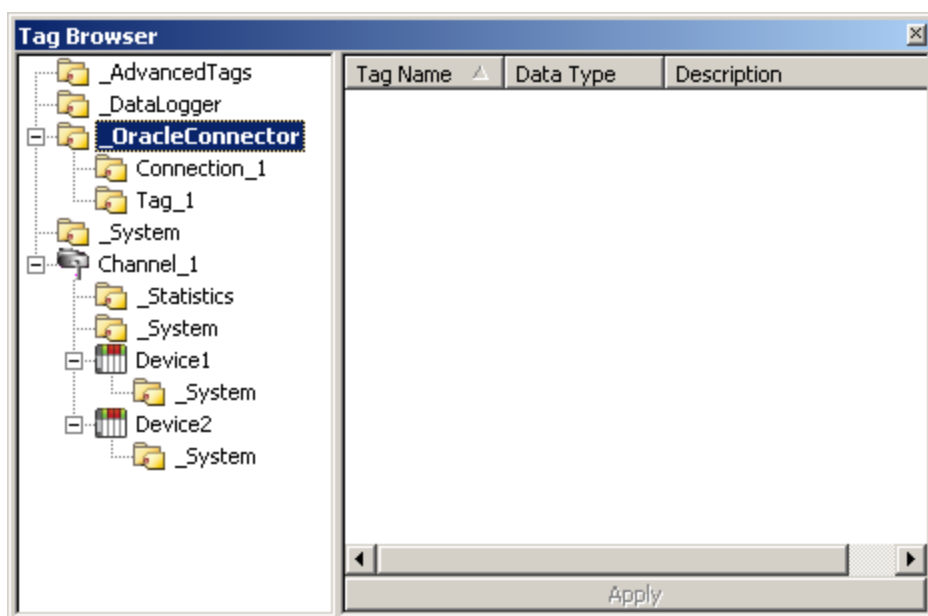 Tag Browser
_AdvancedTags
_DataLogger
_OracleConnector
Connection_1
Tag_1
_System
Channel_1
_Statistics
_System
Device1
_System
Device2
_System
Tag Name Data Type Description
Apply